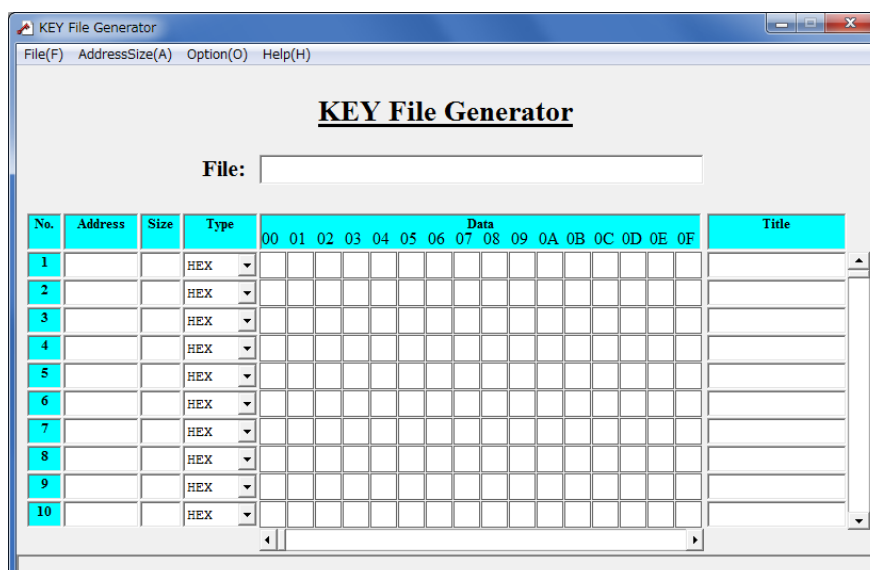 KEY File Generator
File(F) AddressSize(A) Option(O) Help(H)
KEY File Generator
File:
No. Address Size Type Data Title
00 01 02 03 04 05 06 07 08 09 0A 0B 0C 0D 0E 0F
1 HEX
2 HEX
3 HEX
4 HEX
5 HEX
6 HEX
7 HEX
8 HEX
9 HEX
10 HEX